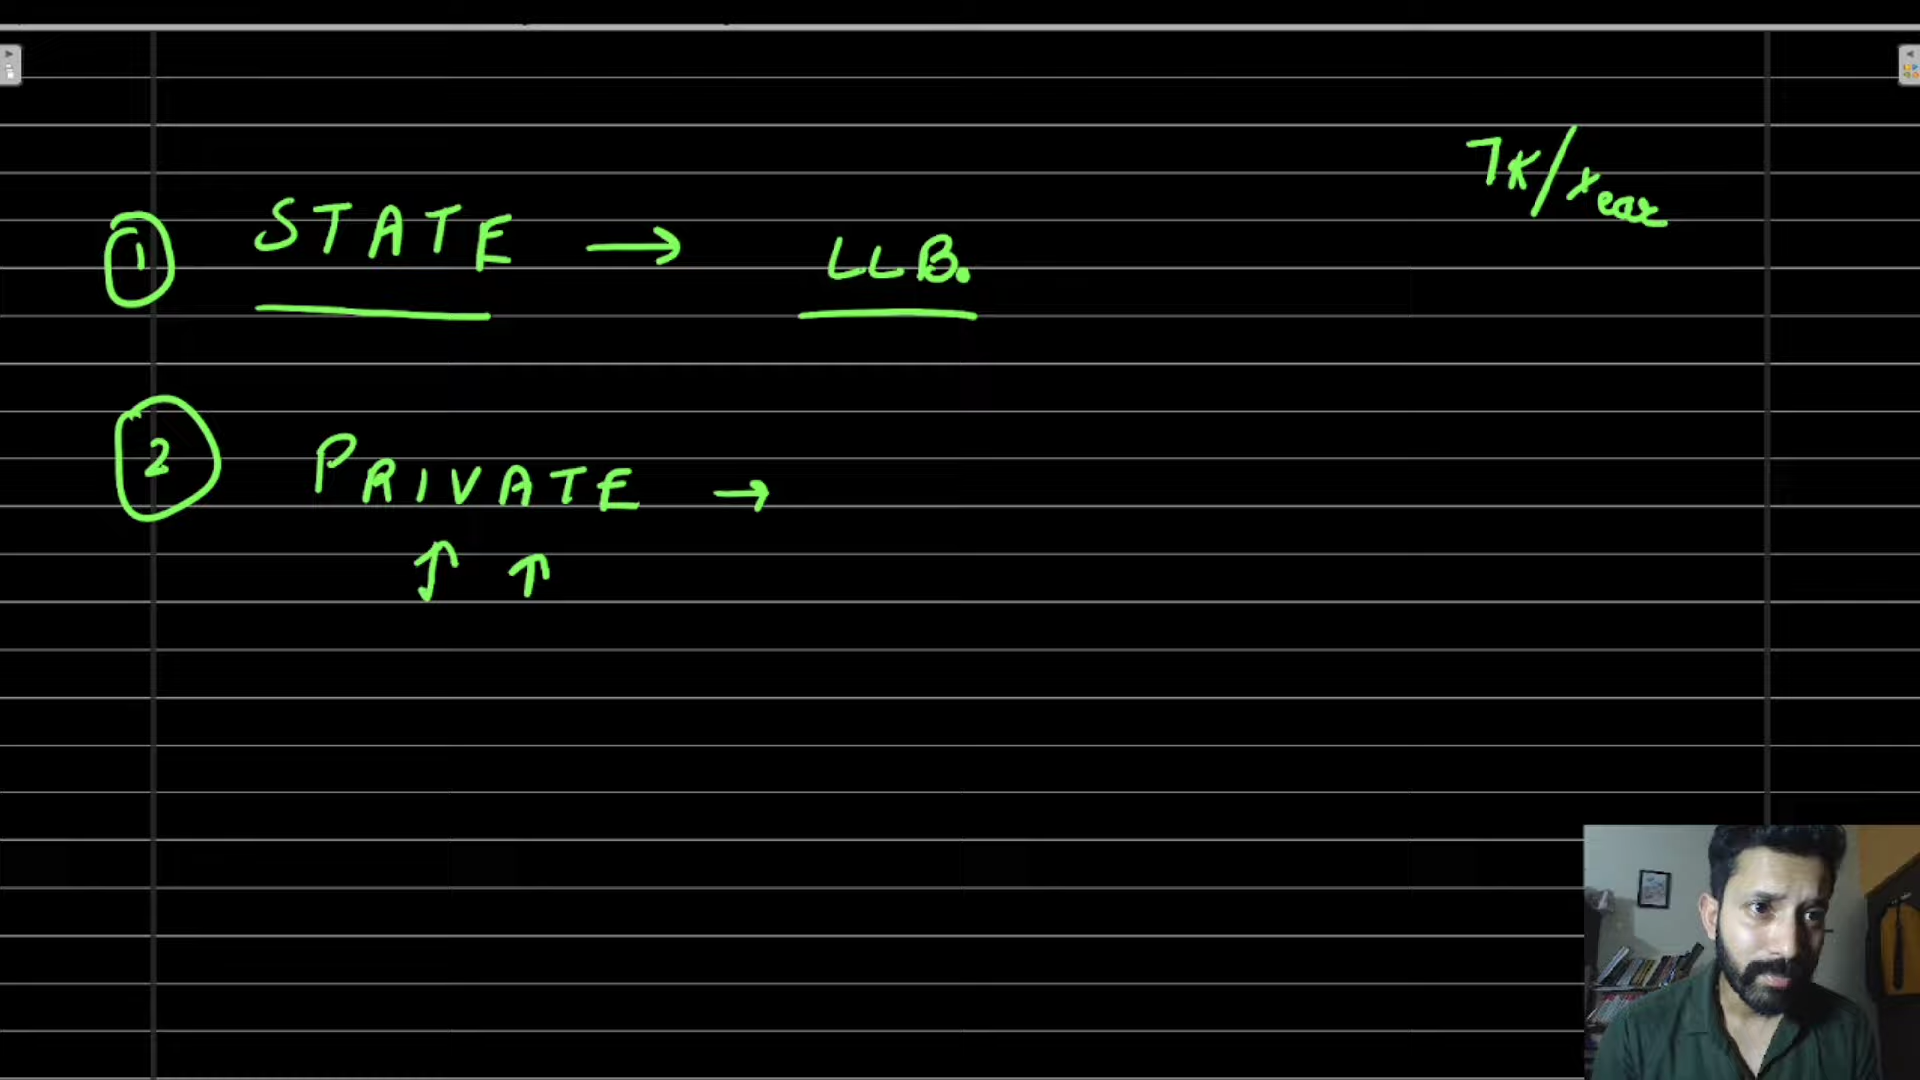 7K/Year
1 STATE → LLB.
2 PRIVATE →
↑ ↑